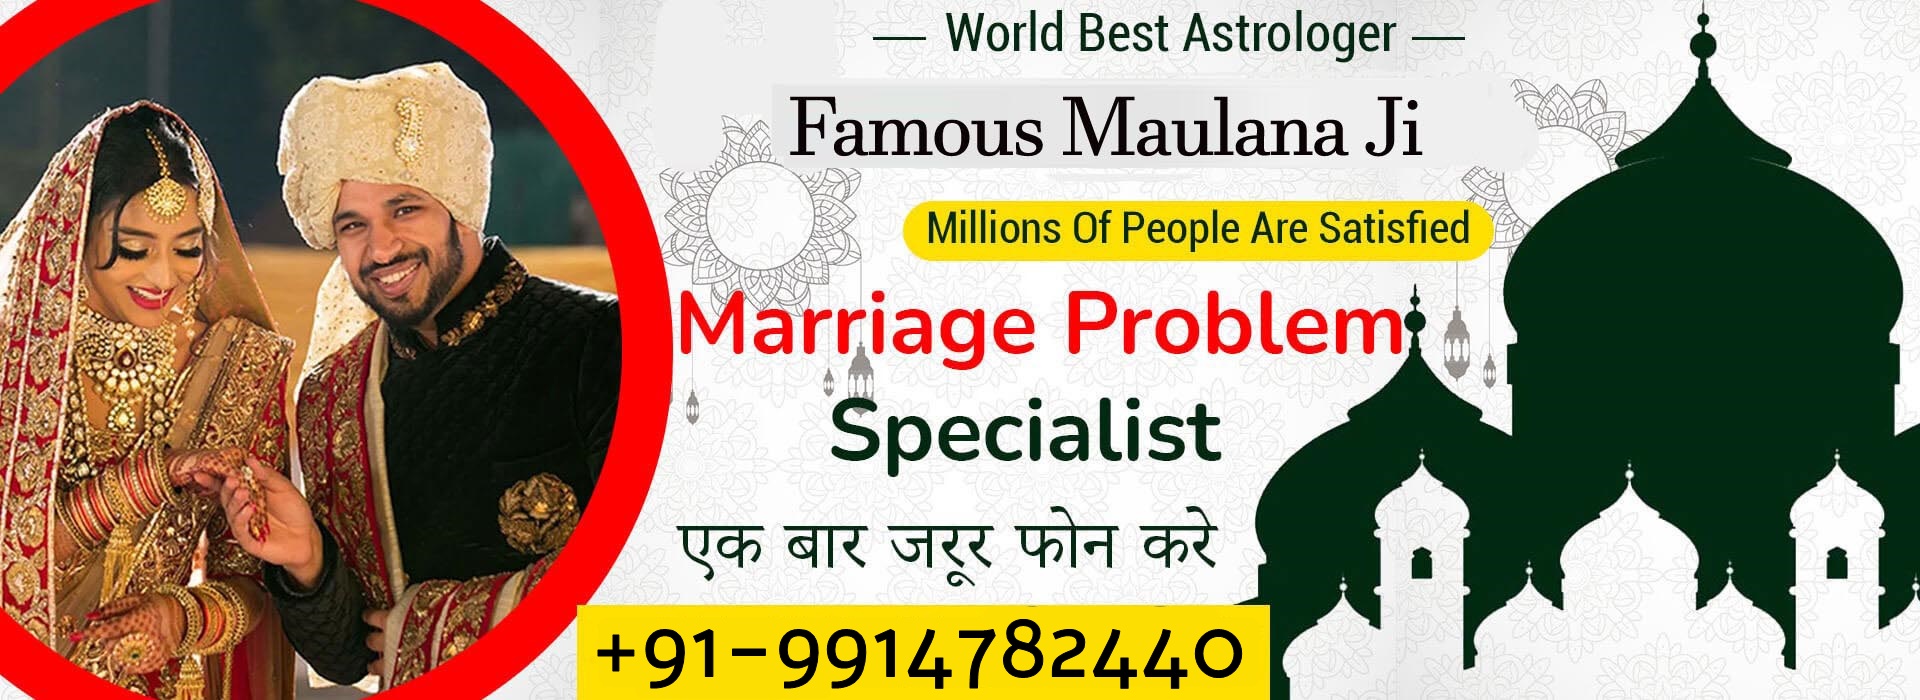 World Best Astrologer
Famous Maulana Ji
Millions Of People Are Satisfied
Marriage Problem
Specialist
एक बार जरूर फोन करे
+91-9914782440